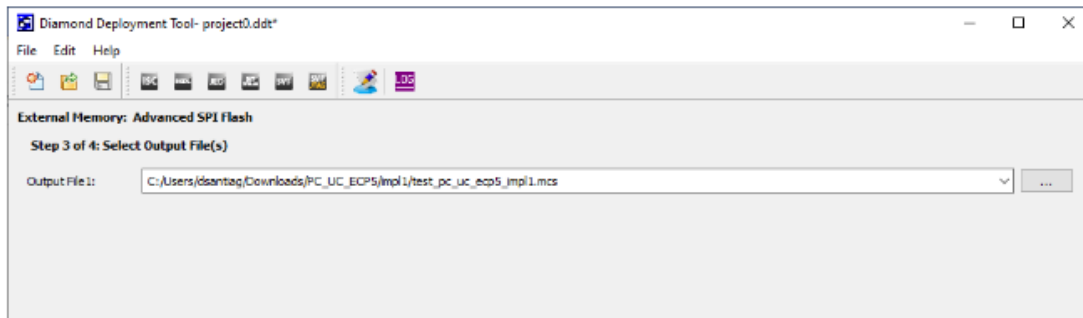 Diamond Deployment Tool- project0.ddt*
File Edit Help
LOG
External Memory: Advanced SPI Flash
Step 3 of 4: Select Output File(s)
Output File 1: C:/Users/dsantiag/Downloads/PC_UC_ECP5/impl1/test_pc_uc_ecp5_impl1.mcs ...